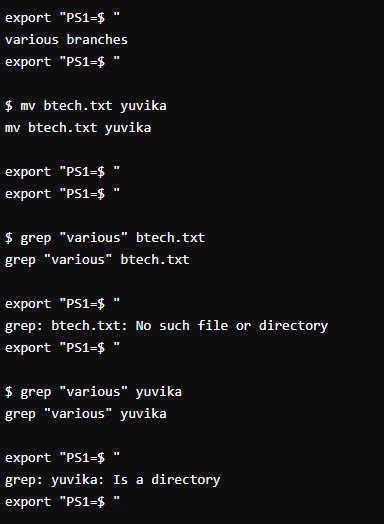 export "PS1=$ "
various branches
export "PS1=$ "
$ mv btech.txt yuvika
mv btech.txt yuvika
export "PS1=$ "
export "PS1=$ "
$ grep "various" btech.txt
grep "various" btech.txt
export "PS1=$ "
grep: btech.txt: No such file or directory
export "PS1=$ "
$ grep "various" yuvika
grep "various" yuvika
export "PS1=$ "
grep: yuvika: Is a directory
export "PS1=$ "